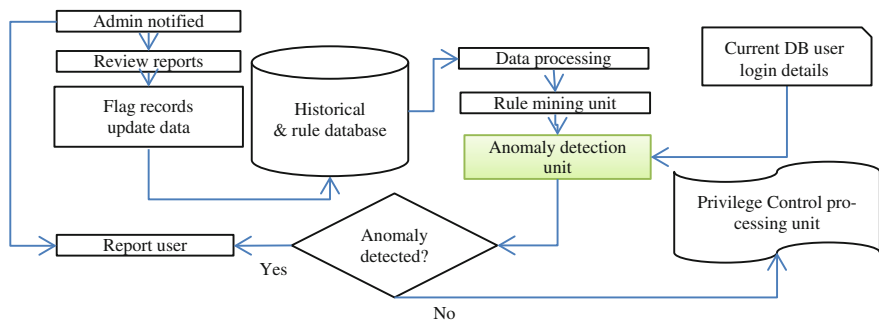 Admin notified
Review reports
Flag records
update data
Historical
& rule database
Data processing
Rule mining unit
Anomaly detection
unit
Current DB user
login details
Privilege Control pro-
cessing unit
Report user
Yes
Anomaly
detected?
No